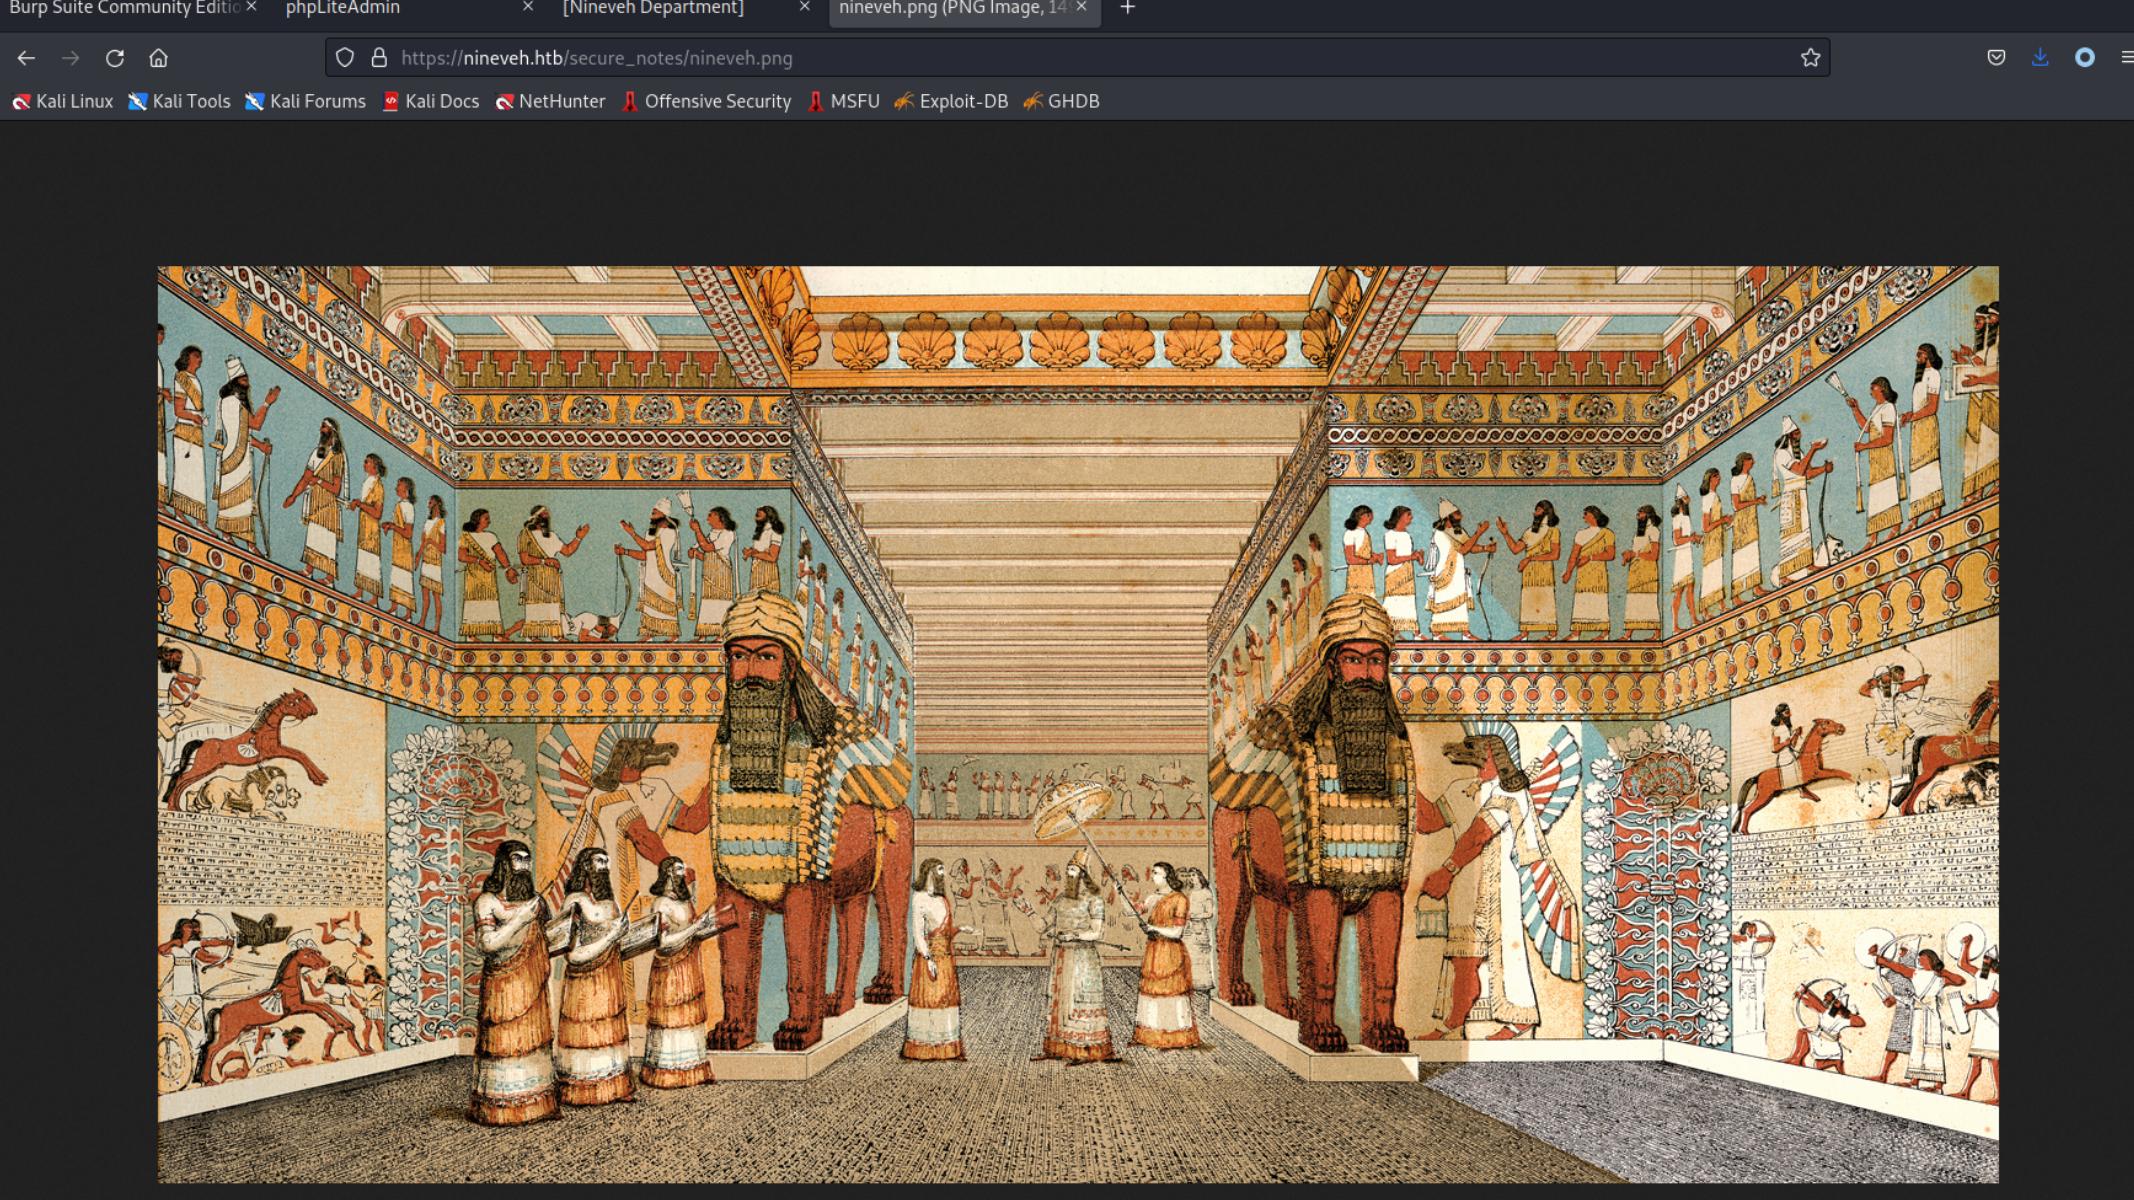 Burp Suite Community Editio
phpLiteAdmin
[Nineveh Department]
nineveh.png (PNG Image, 14
https://nineveh.htb/secure_notes/nineveh.png
Kali Linux Kali Tools Kali Forums Kali Docs NetHunter Offensive Security MSFU Exploit-DB GHDB